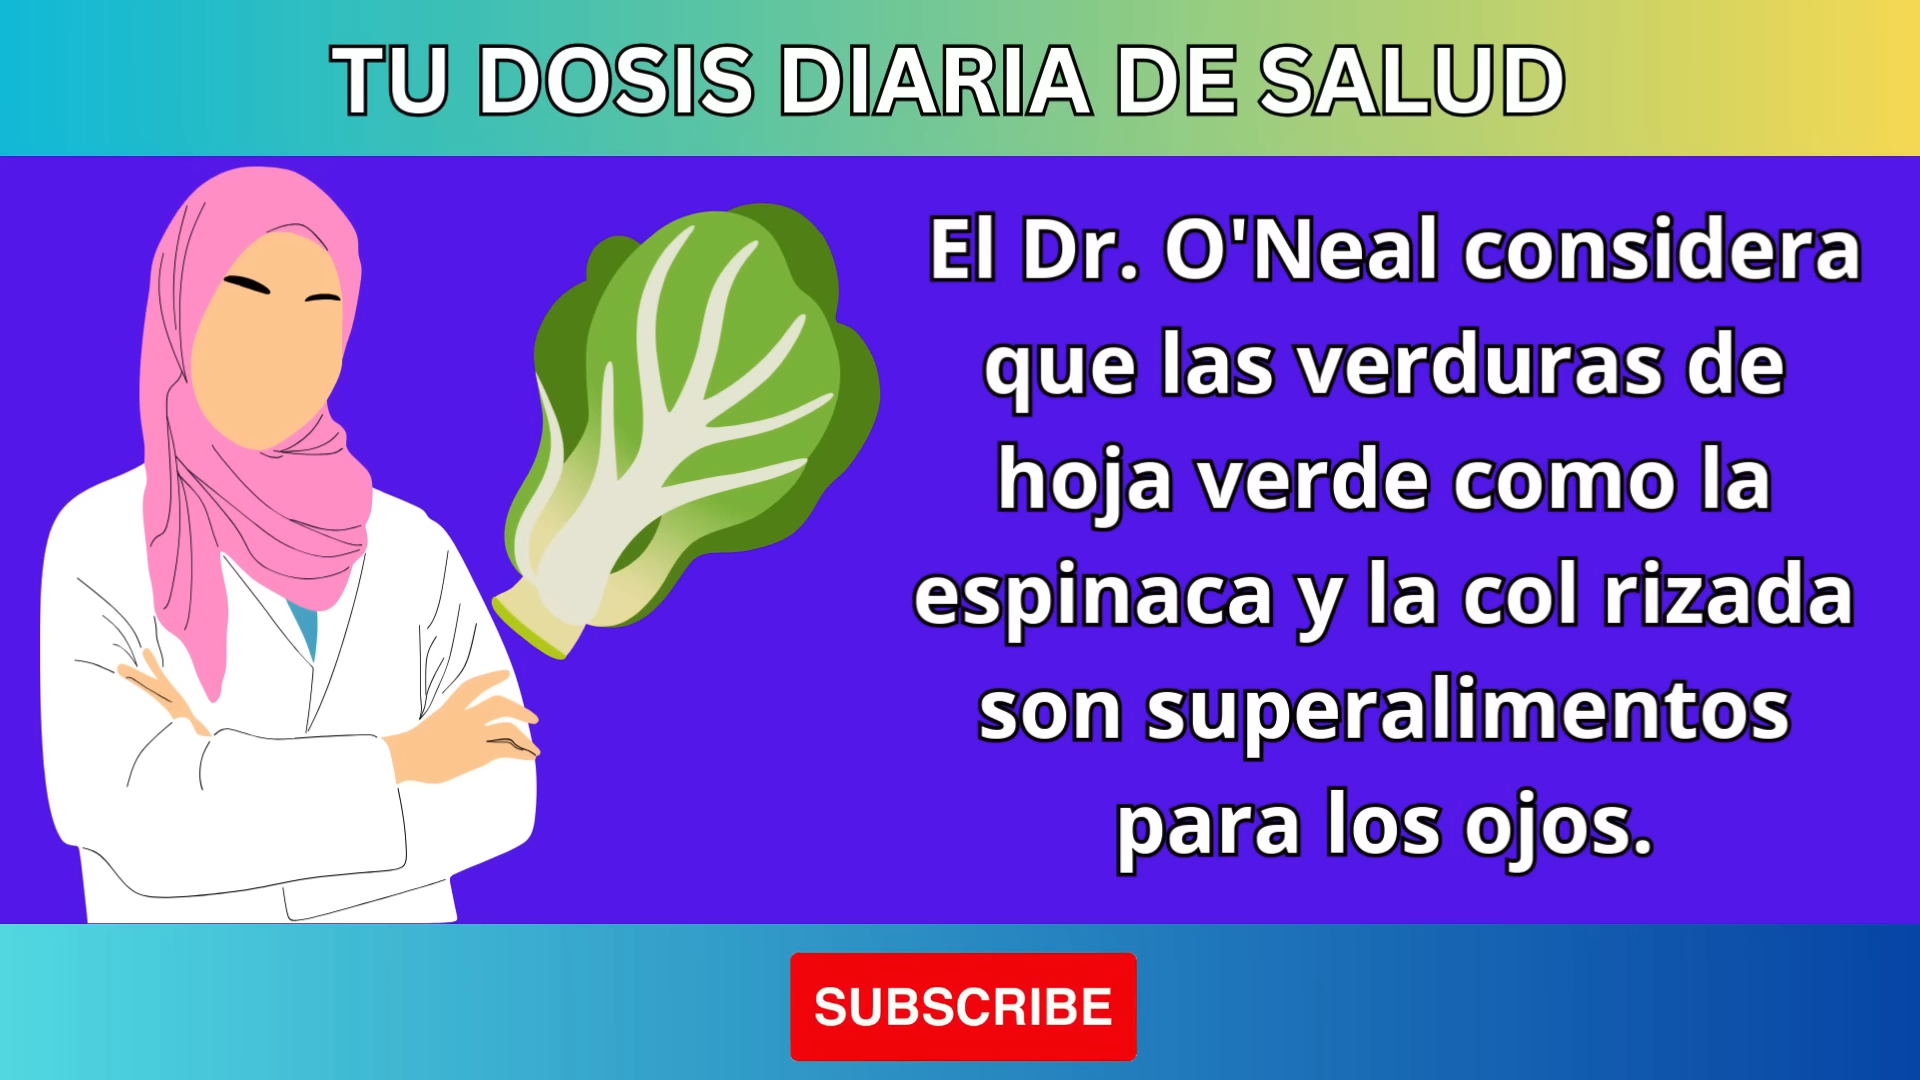 TU DOSIS DIARIA DE SALUD
El Dr. O'Neal considera
que las verduras de
hoja verde como la
espinaca y la col rizada
son superalimentos
para los ojos.
SUBSCRIBE